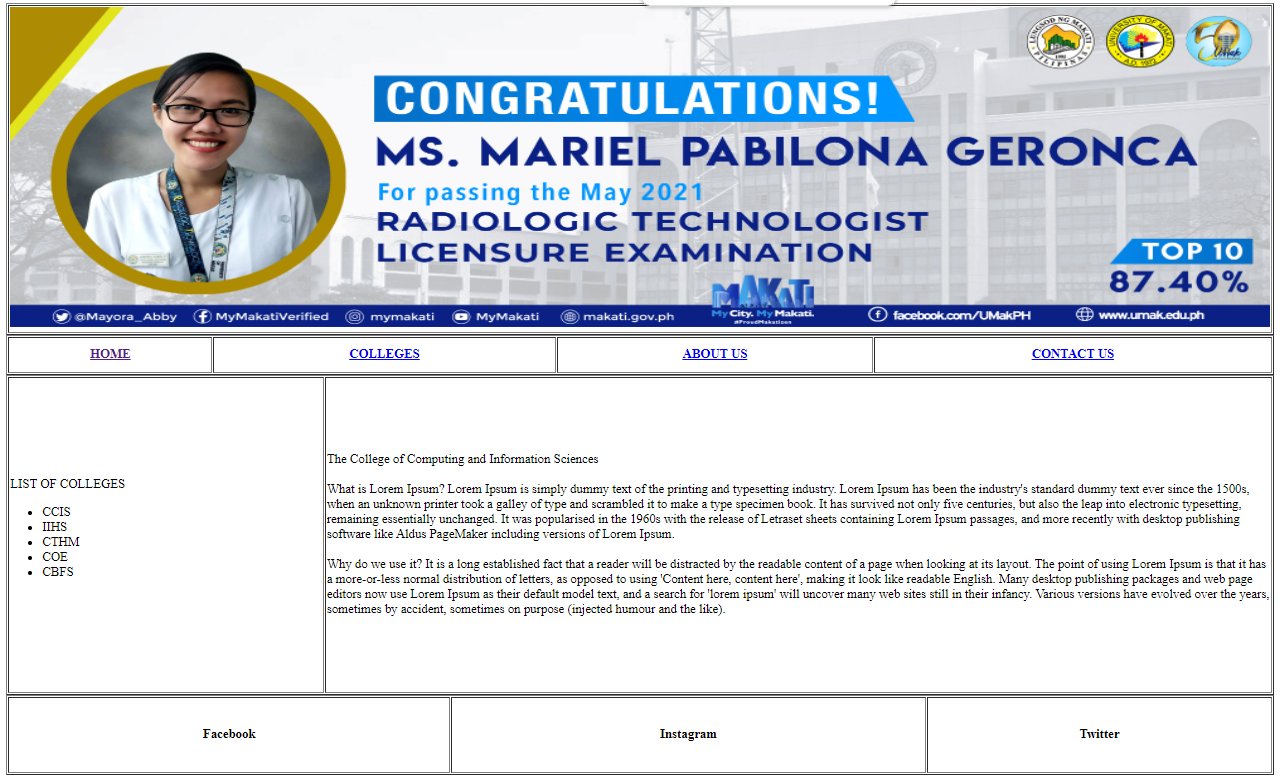 LUNGSOD NG MAKATI
PILIPINAS
UNIVERSITY OF MAKATI
A.D. 1972
50
UMak
CONGRATULATIONS!
MS. MARIEL PABILONA GERONCA
For passing the May 2021
RADIOLOGIC TECHNOLOGIST
LICENSURE EXAMINATION
TOP 10
87.40%
@Mayora_Abby
MyMakatiVerified
mymakati
MyMakati
makati.gov.ph
MAKATI
My City. My Makati.
#ProudMakatizen
facebook.com/UMakPH
www.umak.edu.ph
HOME
COLLEGES
ABOUT US
CONTACT US
LIST OF COLLEGES
CCIS
IIHS
CTHM
COE
CBFS
The College of Computing and Information Sciences
What is Lorem Ipsum? Lorem Ipsum is simply dummy text of the printing and typesetting industry. Lorem Ipsum has been the industry's standard dummy text ever since the 1500s,
when an unknown printer took a galley of type and scrambled it to make a type specimen book. It has survived not only five centuries, but also the leap into electronic typesetting,
remaining essentially unchanged. It was popularised in the 1960s with the release of Letraset sheets containing Lorem Ipsum passages, and more recently with desktop publishing
software like Aldus PageMaker including versions of Lorem Ipsum.
Why do we use it? It is a long established fact that a reader will be distracted by the readable content of a page when looking at its layout. The point of using Lorem Ipsum is that it has
a more-or-less normal distribution of letters, as opposed to using 'Content here, content here', making it look like readable English. Many desktop publishing packages and web page
editors now use Lorem Ipsum as their default model text, and a search for 'lorem ipsum' will uncover many web sites still in their infancy. Various versions have evolved over the years,
sometimes by accident, sometimes on purpose (injected humour and the like).
Facebook
Instagram
Twitter